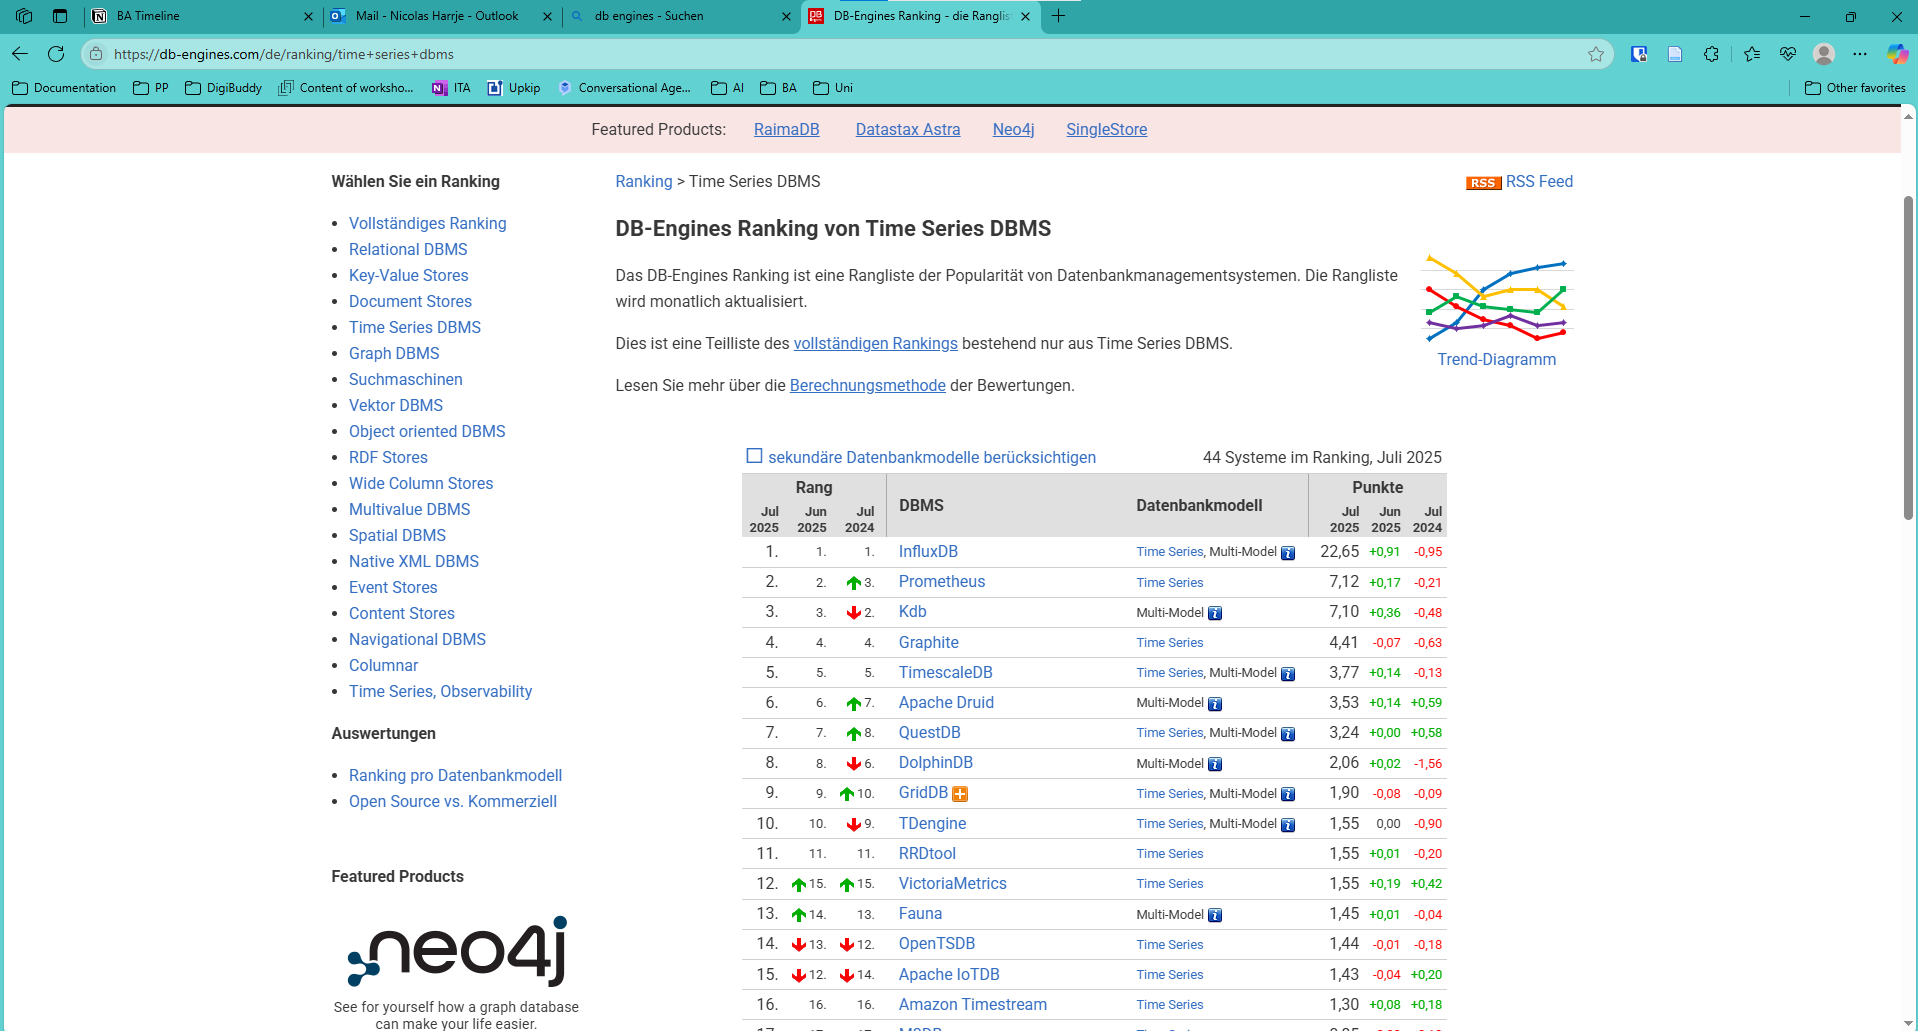 BA Timeline
Mail - Nicolas Harrje - Outlook
db engines - Suchen
DB-Engines Ranking - die Ranglis
https://db-engines.com/de/ranking/time+series+dbms
Documentation
PP
DigiBuddy
Content of worksho...
ITA
Upkip
Conversational Age...
AI
BA
Uni
Other favorites
Featured Products: RaimaDB Datastax Astra Neo4j SingleStore
Wählen Sie ein Ranking
Vollständiges Ranking
Relational DBMS
Key-Value Stores
Document Stores
Time Series DBMS
Graph DBMS
Suchmaschinen
Vektor DBMS
Object oriented DBMS
RDF Stores
Wide Column Stores
Multivalue DBMS
Spatial DBMS
Native XML DBMS
Event Stores
Content Stores
Navigational DBMS
Columnar
Time Series, Observability
Auswertungen
Ranking pro Datenbankmodell
Open Source vs. Kommerziell
Featured Products
neo4j
See for yourself how a graph database
can make your life easier.
Ranking > Time Series DBMS
RSS RSS Feed
DB-Engines Ranking von Time Series DBMS
Das DB-Engines Ranking ist eine Rangliste der Popularität von Datenbankmanagementsystemen. Die Rangliste
wird monatlich aktualisiert.
Dies ist eine Teilliste des vollständigen Rankings bestehend nur aus Time Series DBMS.
Lesen Sie mehr über die Berechnungsmethode der Bewertungen.
Trend-Diagramm
sekundäre Datenbankmodelle berücksichtigen
44 Systeme im Ranking, Juli 2025
Rang DBMS Datenbankmodell Punkte
Jul 2025 Jun 2025 Jul 2024 Jul 2025 Jun 2025 Jul 2024
1. 1. 1. InfluxDB Time Series, Multi-Model 22,65 +0,91 -0,95
2. 2. 3. Prometheus Time Series 7,12 +0,17 -0,21
3. 3. 2. Kdb Multi-Model 7,10 +0,36 -0,48
4. 4. 4. Graphite Time Series 4,41 -0,07 -0,63
5. 5. 5. TimescaleDB Time Series, Multi-Model 3,77 +0,14 -0,13
6. 6. 7. Apache Druid Multi-Model 3,53 +0,14 +0,59
7. 7. 8. QuestDB Time Series, Multi-Model 3,24 +0,00 +0,58
8. 8. 6. DolphinDB Multi-Model 2,06 +0,02 -1,56
9. 9. 10. GridDB Time Series, Multi-Model 1,90 -0,08 -0,09
10. 10. 9. TDengine Time Series, Multi-Model 1,55 0,00 -0,90
11. 11. 11. RRDtool Time Series 1,55 +0,01 -0,20
12. 15. 15. VictoriaMetrics Time Series 1,55 +0,19 +0,42
13. 14. 13. Fauna Multi-Model 1,45 +0,01 -0,04
14. 13. 12. OpenTSDB Time Series 1,44 -0,01 -0,18
15. 12. 14. Apache IoTDB Time Series 1,43 -0,04 +0,20
16. 16. 16. Amazon Timestream Time Series 1,30 +0,08 +0,18